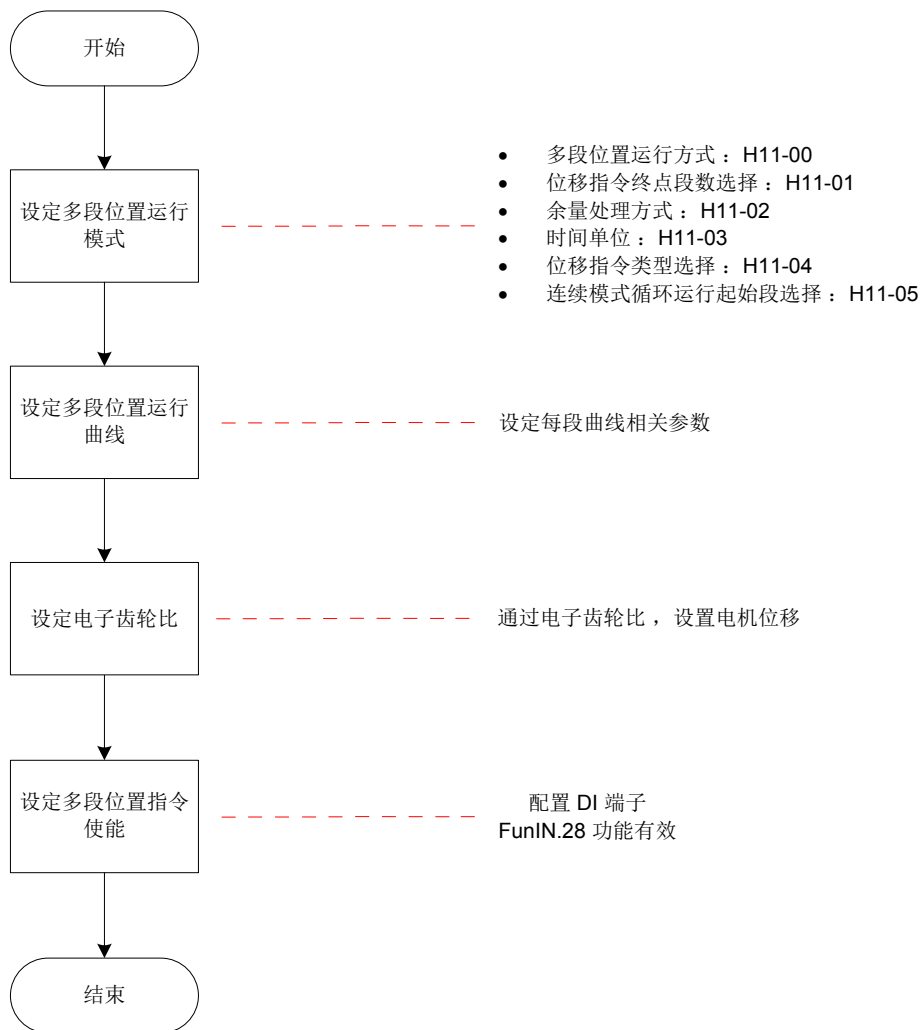 开始
设定多段位置运行
模式
• 多段位置运行方式：H11-00
• 位移指令终点段数选择：H11-01
• 余量处理方式：H11-02
• 时间单位：H11-03
• 位移指令类型选择：H11-04
• 连续模式循环运行起始段选择：H11-05
设定多段位置运行
曲线
设定每段曲线相关参数
设定电子齿轮比
通过电子齿轮比，设置电机位移
设定多段位置指令
使能
配置 DI 端子
FunIN.28 功能有效
结束